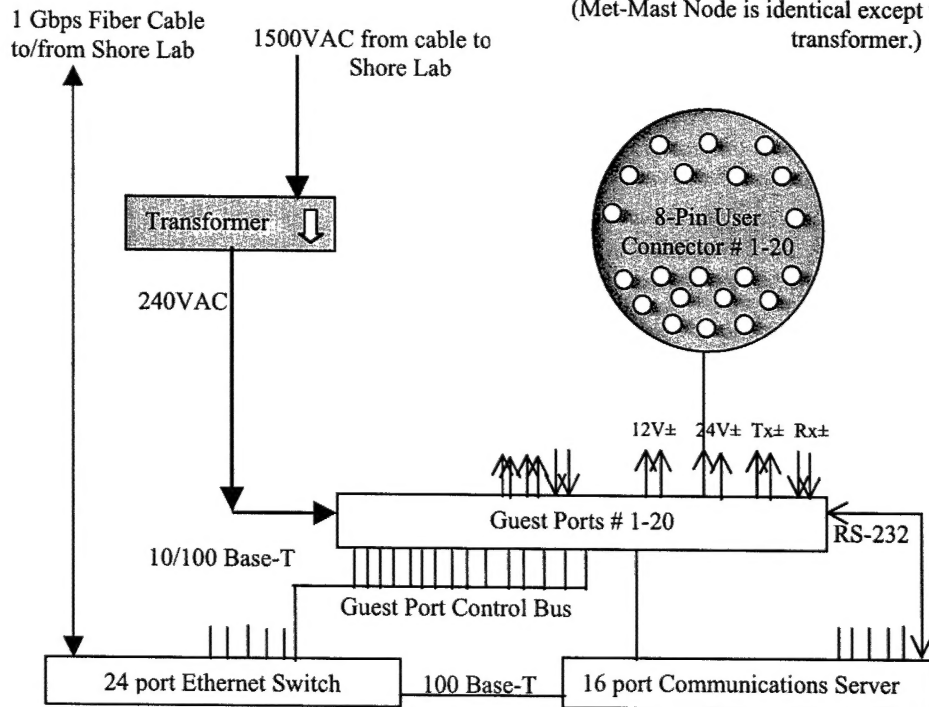 1 Gbps Fiber Cable
to/from Shore Lab
1500VAC from cable to
Shore Lab
(Met-Mast Node is identical except
transformer.)
Transformer
8-Pin User
Connector # 1-20
240VAC
12V± 24V± Tx± Rx±
Guest Ports # 1-20
RS-232
10/100 Base-T
Guest Port Control Bus
24 port Ethernet Switch
100 Base-T
16 port Communications Server